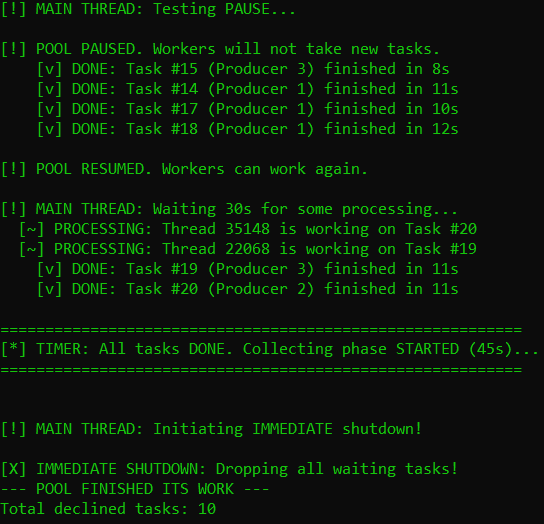 [!] MAIN THREAD: Testing PAUSE...
[!] POOL PAUSED. Workers will not take new tasks.
[v] DONE: Task #15 (Producer 3) finished in 8s
[v] DONE: Task #14 (Producer 1) finished in 11s
[v] DONE: Task #17 (Producer 1) finished in 10s
[v] DONE: Task #18 (Producer 1) finished in 12s
[!] POOL RESUMED. Workers can work again.
[!] MAIN THREAD: Waiting 30s for some processing...
[~] PROCESSING: Thread 35148 is working on Task #20
[~] PROCESSING: Thread 22068 is working on Task #19
[v] DONE: Task #19 (Producer 3) finished in 11s
[v] DONE: Task #20 (Producer 2) finished in 11s
==========================================================
[*] TIMER: All tasks DONE. Collecting phase STARTED (45s)...
==========================================================
[!] MAIN THREAD: Initiating IMMEDIATE shutdown!
[X] IMMEDIATE SHUTDOWN: Dropping all waiting tasks!
--- POOL FINISHED ITS WORK ---
Total declined tasks: 10